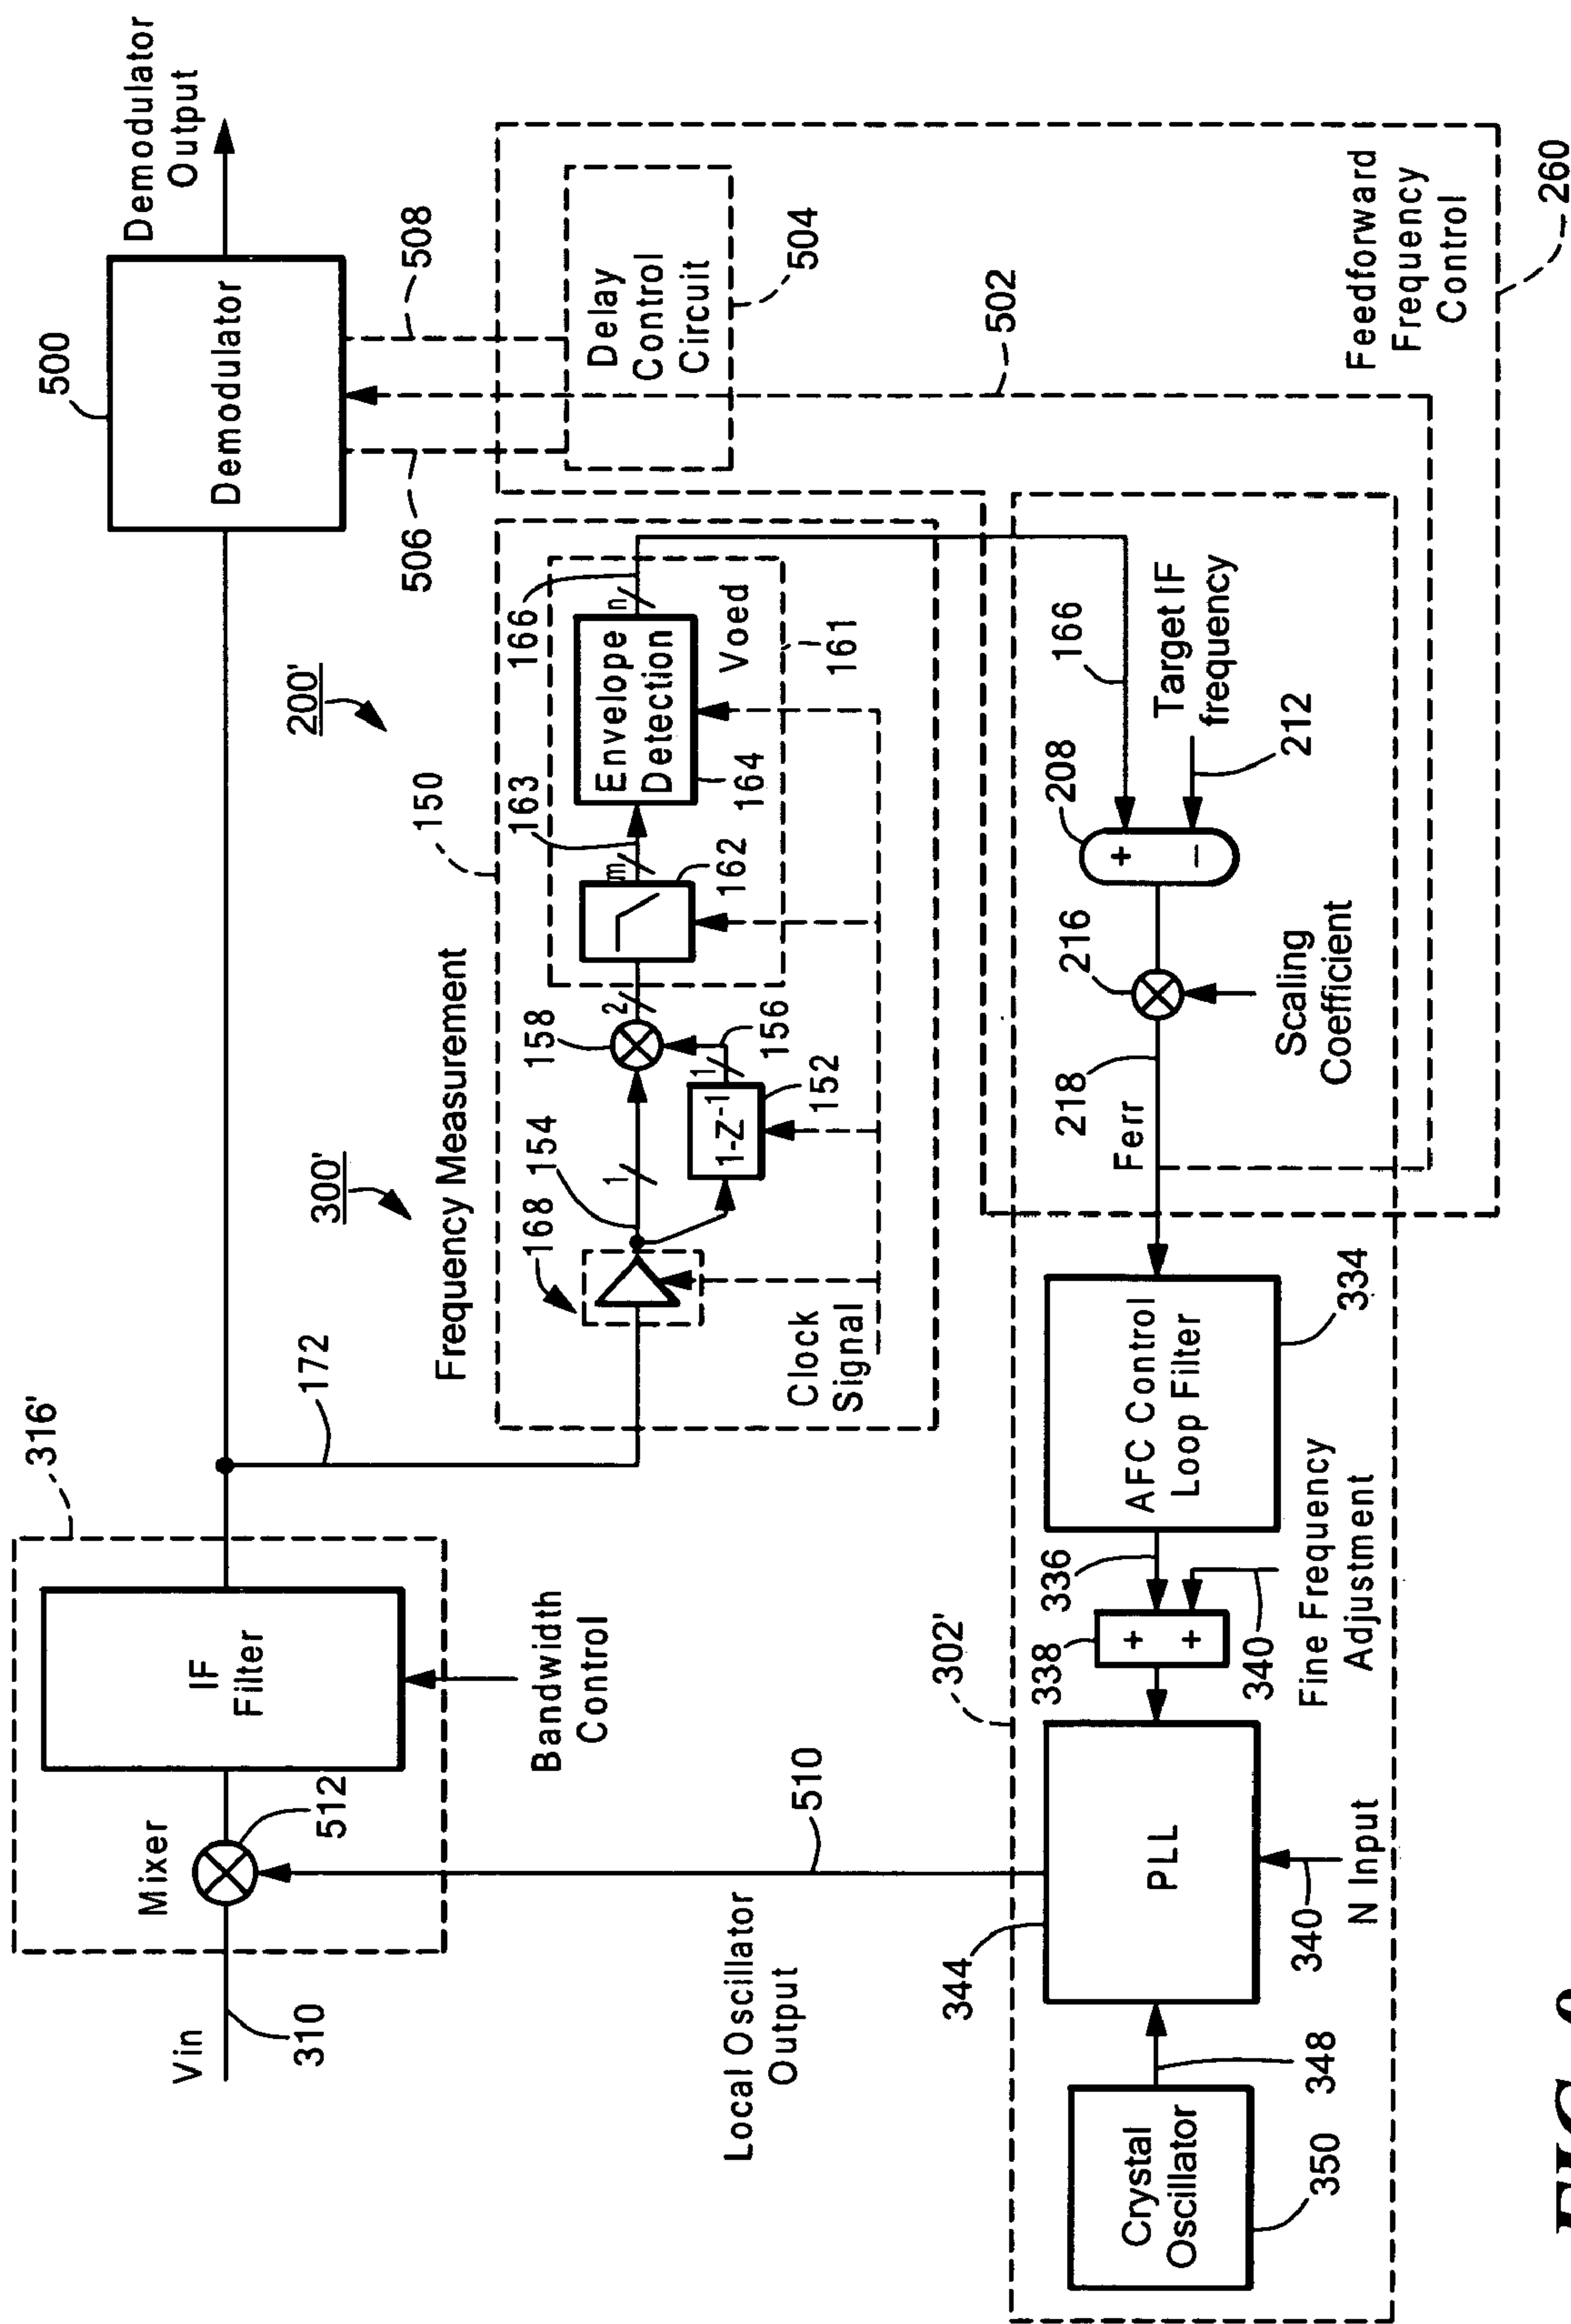 Vin
310
Mixer
512
316'
IF
Filter
Bandwidth
Control
172
500
Demodulator
Demodulator
Output
506
508
200'
300'
150
Frequency Measurement
168
154
1
158
2
1-Z-1
1
156
152
m
163
162
Envelope
Detection
164
n
166
Voed
161
Clock
Signal
Delay
Control
Circuit
504
502
Feedforward
Frequency
Control
260
166
Target IF
frequency
212
208
+
–
216
Scaling
Coefficient
218
Ferr
Local Oscillator
Output
510
302'
AFC Control
Loop Filter
334
336
338
+
+
340
Fine Frequency
Adjustment
344
PLL
340
N Input
348
Crystal
Oscillator
350